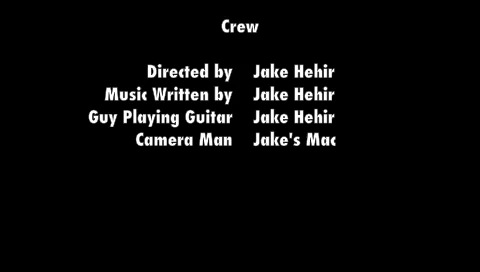 Crew
Directed by Jake Hehir
Music Written by Jake Hehir
Guy Playing Guitar Jake Hehir
Camera Man Jake's Mac